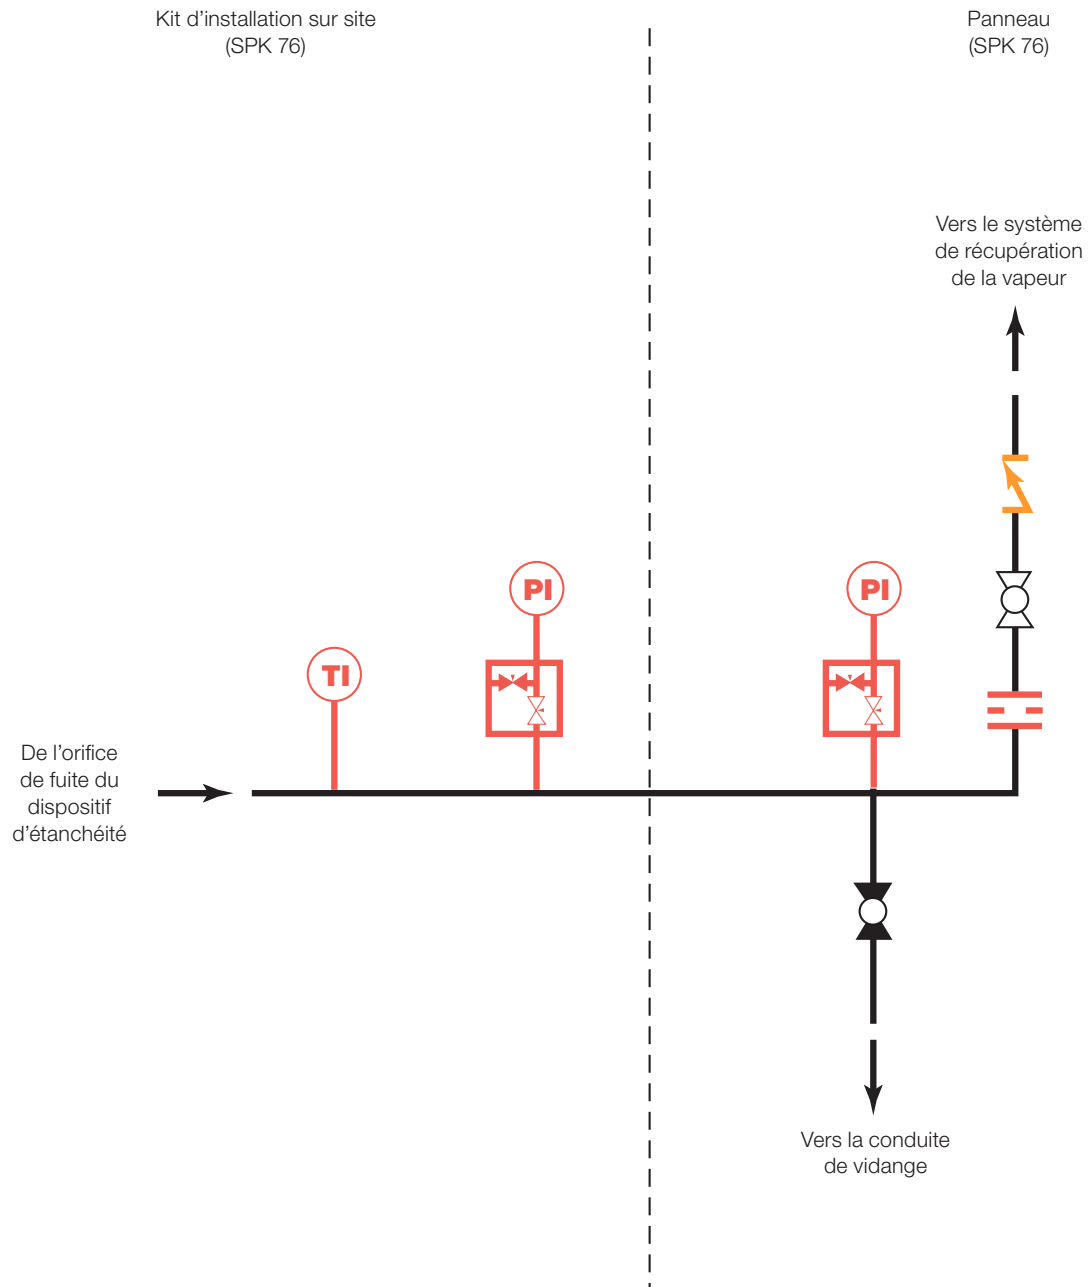 Kit d’installation sur site
(SPK 76)
Panneau
(SPK 76)
Vers le système
de récupération
de la vapeur
PI
PI
TI
De l’orifice
de fuite du
dispositif
d’étanchéité
Vers la conduite
de vidange